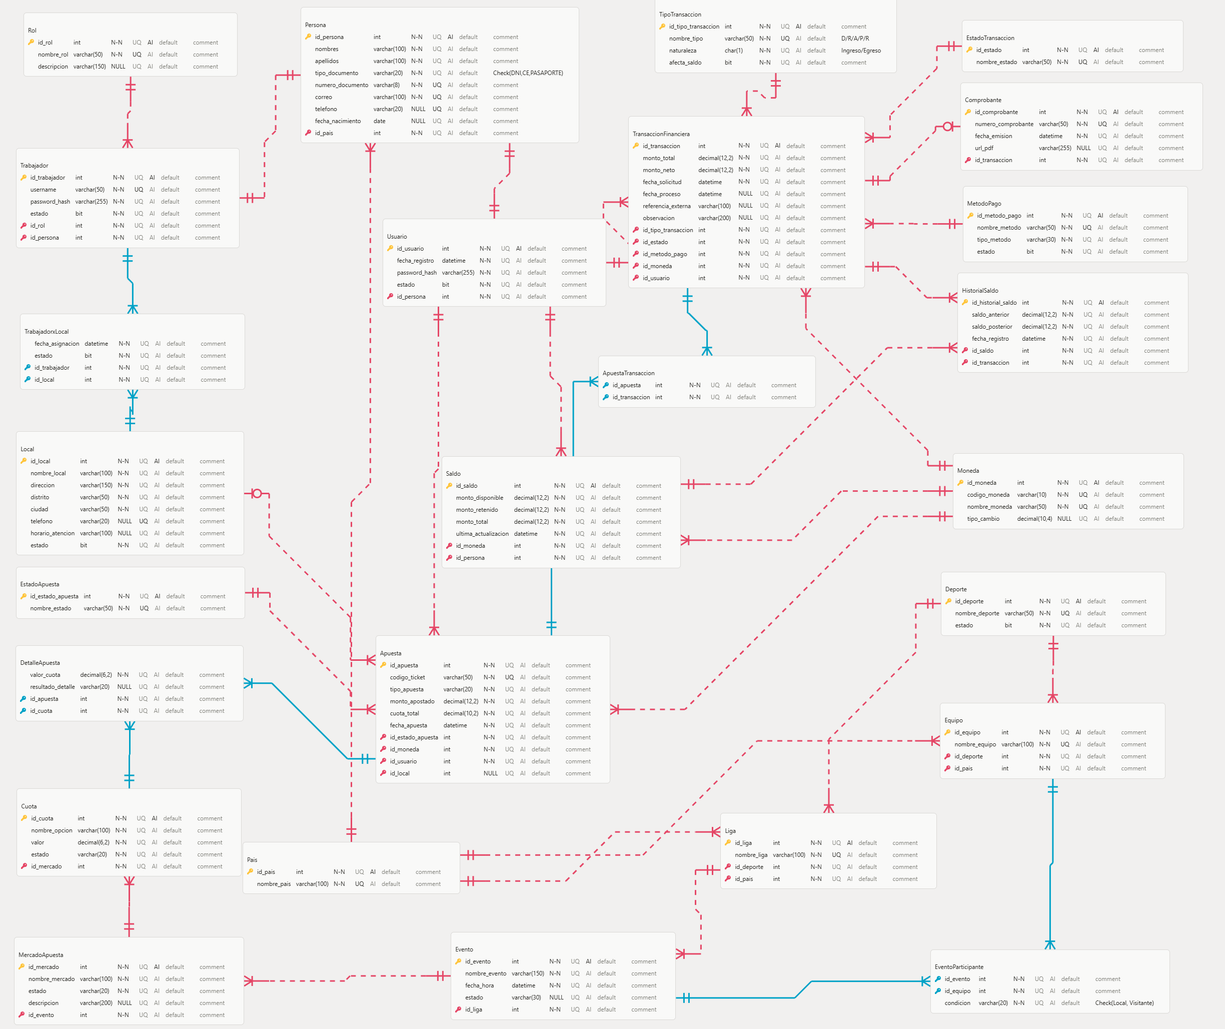 Rol
id_rol int N-N UQ AI default comment
nombre_rol varchar(50) N-N UQ AI default comment
descripcion varchar(150) NULL UQ AI default comment
Persona
id_persona int N-N UQ AI default comment
nombres varchar(100) N-N UQ AI default comment
apellidos varchar(100) N-N UQ AI default comment
tipo_documento varchar(20) N-N UQ AI default Check(DNI,CE,PASAPORTE)
numero_documento varchar(8) N-N UQ AI default comment
correo varchar(100) N-N UQ AI default comment
telefono varchar(20) NULL UQ AI default comment
fecha_nacimiento date NULL UQ AI default comment
id_pais int N-N UQ AI default comment
TipoTransaccion
id_tipo_transaccion int N-N UQ AI default comment
nombre_tipo varchar(50) N-N UQ AI default D/R/A/P/R
naturaleza char(1) N-N UQ AI default Ingreso/Egreso
afecta_saldo bit N-N UQ AI default comment
EstadoTransaccion
id_estado int N-N UQ AI default comment
nombre_estado varchar(50) N-N UQ AI default comment
Comprobante
id_comprobante int N-N UQ AI default comment
numero_comprobante varchar(50) N-N UQ AI default comment
fecha_emision datetime N-N UQ AI default comment
url_pdf varchar(255) NULL UQ AI default comment
id_transaccion int N-N UQ AI default comment
Trabajador
id_trabajador int N-N UQ AI default comment
username varchar(50) N-N UQ AI default comment
password_hash varchar(255) N-N UQ AI default comment
estado bit N-N UQ AI default comment
id_rol int N-N UQ AI default comment
id_persona int N-N UQ AI default comment
TransaccionFinanciera
id_transaccion int N-N UQ AI default comment
monto_total decimal(12,2) N-N UQ AI default comment
monto_neto decimal(12,2) N-N UQ AI default comment
fecha_solicitud datetime N-N UQ AI default comment
fecha_proceso datetime NULL UQ AI default comment
referencia_externa varchar(100) NULL UQ AI default comment
observacion varchar(200) NULL UQ AI default comment
id_tipo_transaccion int N-N UQ AI default comment
id_estado int N-N UQ AI default comment
id_metodo_pago int N-N UQ AI default comment
id_moneda int N-N UQ AI default comment
id_usuario int N-N UQ AI default comment
MetodoPago
id_metodo_pago int N-N UQ AI default comment
nombre_metodo varchar(50) N-N UQ AI default comment
tipo_metodo varchar(30) N-N UQ AI default comment
estado bit N-N UQ AI default comment
Usuario
id_usuario int N-N UQ AI default comment
fecha_registro datetime N-N UQ AI default comment
password_hash varchar(255) N-N UQ AI default comment
estado bit N-N UQ AI default comment
id_persona int N-N UQ AI default comment
HistorialSaldo
id_historial_saldo int N-N UQ AI default comment
saldo_anterior decimal(12,2) N-N UQ AI default comment
saldo_posterior decimal(12,2) N-N UQ AI default comment
fecha_registro datetime N-N UQ AI default comment
id_saldo int N-N UQ AI default comment
id_transaccion int N-N UQ AI default comment
TrabajadorxLocal
fecha_asignacion datetime N-N UQ AI default comment
estado bit N-N UQ AI default comment
id_trabajador int N-N UQ AI default comment
id_local int N-N UQ AI default comment
ApuestaTransaccion
id_apuesta int N-N UQ AI default comment
id_transaccion int N-N UQ AI default comment
Local
id_local int N-N UQ AI default comment
nombre_local varchar(100) N-N UQ AI default comment
direccion varchar(150) N-N UQ AI default comment
distrito varchar(50) N-N UQ AI default comment
ciudad varchar(50) N-N UQ AI default comment
telefono varchar(20) NULL UQ AI default comment
horario_atencion varchar(100) NULL UQ AI default comment
estado bit N-N UQ AI default comment
Saldo
id_saldo int N-N UQ AI default comment
monto_disponible decimal(12,2) N-N UQ AI default comment
monto_retenido decimal(12,2) N-N UQ AI default comment
monto_total decimal(12,2) N-N UQ AI default comment
ultima_actualizacion datetime N-N UQ AI default comment
id_moneda int N-N UQ AI default comment
id_persona int N-N UQ AI default comment
Moneda
id_moneda int N-N UQ AI default comment
codigo_moneda varchar(10) N-N UQ AI default comment
nombre_moneda varchar(50) N-N UQ AI default comment
tipo_cambio decimal(10,4) NULL UQ AI default comment
EstadoApuesta
id_estado_apuesta int N-N UQ AI default comment
nombre_estado varchar(50) N-N UQ AI default comment
Deporte
id_deporte int N-N UQ AI default comment
nombre_deporte varchar(50) N-N UQ AI default comment
estado bit N-N UQ AI default comment
DetalleApuesta
valor_cuota decimal(6,2) N-N UQ AI default comment
resultado_detalle varchar(20) NULL UQ AI default comment
id_apuesta int N-N UQ AI default comment
id_cuota int N-N UQ AI default comment
Apuesta
id_apuesta int N-N UQ AI default comment
codigo_ticket varchar(50) N-N UQ AI default comment
tipo_apuesta varchar(20) N-N UQ AI default comment
monto_apostado decimal(12,2) N-N UQ AI default comment
cuota_total decimal(10,2) N-N UQ AI default comment
fecha_apuesta datetime N-N UQ AI default comment
id_estado_apuesta int N-N UQ AI default comment
id_moneda int N-N UQ AI default comment
id_usuario int N-N UQ AI default comment
id_local int NULL UQ AI default comment
Equipo
id_equipo int N-N UQ AI default comment
nombre_equipo varchar(100) N-N UQ AI default comment
id_deporte int N-N UQ AI default comment
id_pais int N-N UQ AI default comment
Cuota
id_cuota int N-N UQ AI default comment
nombre_opcion varchar(100) N-N UQ AI default comment
valor decimal(6,2) N-N UQ AI default comment
estado varchar(20) N-N UQ AI default comment
id_mercado int N-N UQ AI default comment
Pais
id_pais int N-N UQ AI default comment
nombre_pais varchar(100) N-N UQ AI default comment
Liga
id_liga int N-N UQ AI default comment
nombre_liga varchar(100) N-N UQ AI default comment
id_deporte int N-N UQ AI default comment
id_pais int N-N UQ AI default comment
MercadoApuesta
id_mercado int N-N UQ AI default comment
nombre_mercado varchar(100) N-N UQ AI default comment
estado varchar(20) N-N UQ AI default comment
descripcion varchar(200) NULL UQ AI default comment
id_evento int N-N UQ AI default comment
Evento
id_evento int N-N UQ AI default comment
nombre_evento varchar(150) N-N UQ AI default comment
fecha_hora datetime N-N UQ AI default comment
estado varchar(30) NULL UQ AI default comment
id_liga int N-N UQ AI default comment
EventoParticipante
id_evento int N-N UQ AI default comment
id_equipo int N-N UQ AI default comment
condicion varchar(20) N-N UQ AI default Check(Local, Visitante)